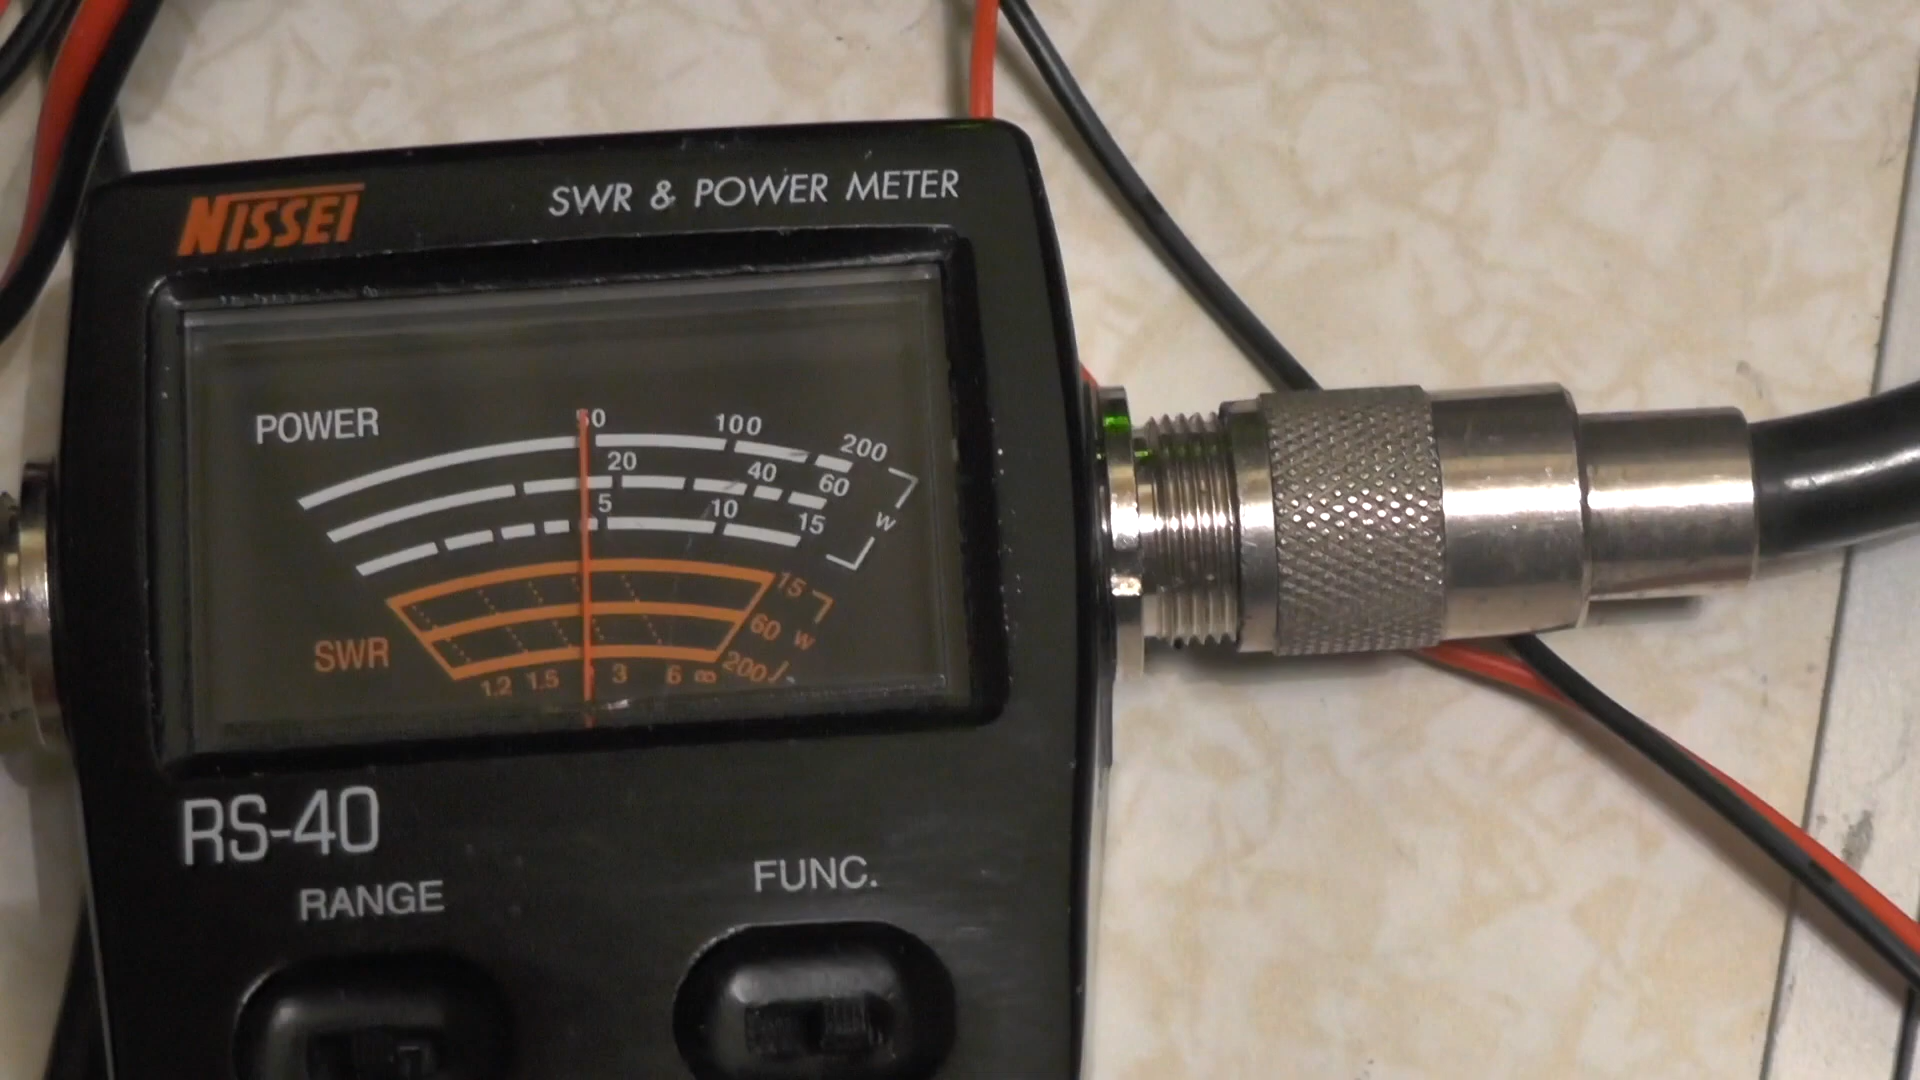 NISSEI
SWR & POWER METER
POWER
50 100 200
20 40 60
5 10 15
W
15
60 W
200
SWR
1.2 1.5 3 6 ∞
RS-40
RANGE
FUNC.